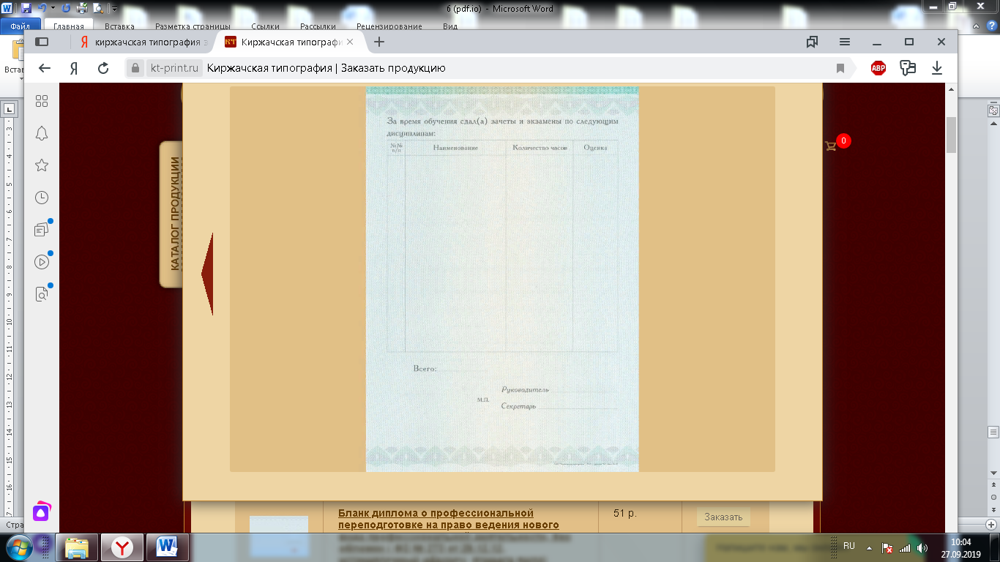 6 (pdf.io) - Microsoft Word
Файл
Главная
Вставка
Разметка страницы
Ссылки
Рассылки
Рецензирование
Вид
киржачская типография э
Киржачская типографи
kt-print.ru
Киржачская типография | Заказать продукцию
ABP
0
КАТАЛОГ ПРОДУКЦИИ
За время обучения сдал(а) зачеты и экзамены по следующим
дисциплинам:
№№ Наименование Количество часов Оценка
п/п
Всего:
Руководитель
М.П.
Секретарь
Бланк диплома о профессиональной
переподготовке на право ведения нового
51 р.
Заказать
Стра
RU
10:04
27.09.2019